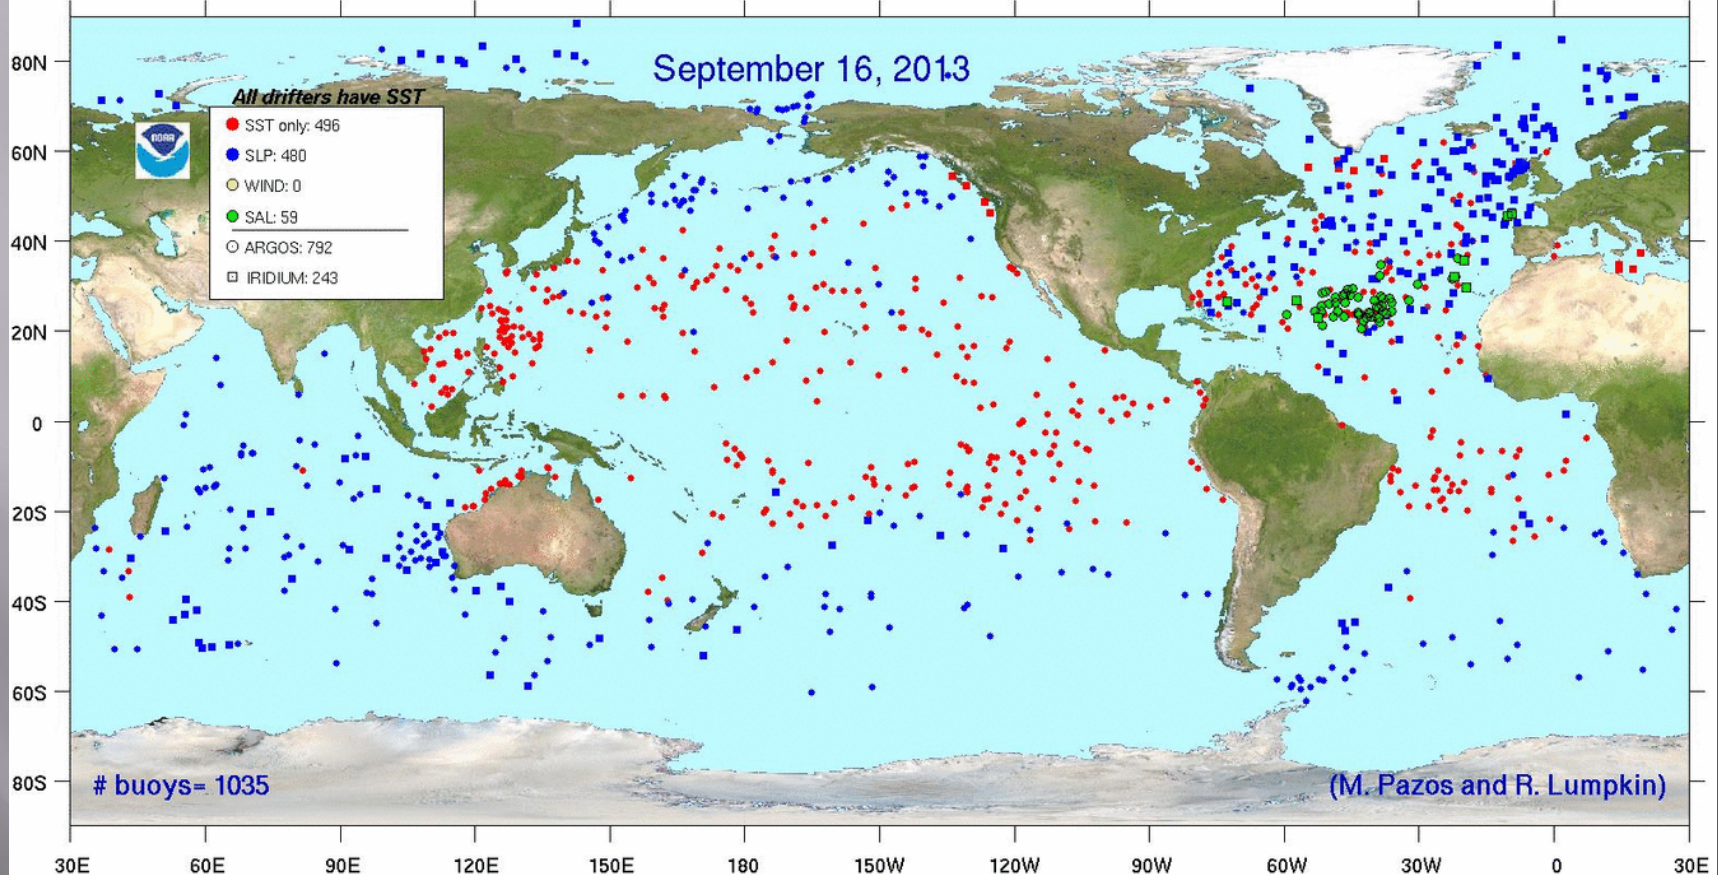 September 16, 2013
All drifters have SST
NOAA
SST only: 496
SLP: 480
WIND: 0
SAL: 59
ARGOS: 792
IRIDIUM: 243
80N
60N
40N
20N
0
20S
40S
60S
80S
# buoys= 1035
(M. Pazos and R. Lumpkin)
30E 60E 90E 120E 150E 180 150W 120W 90W 60W 30W 0 30E